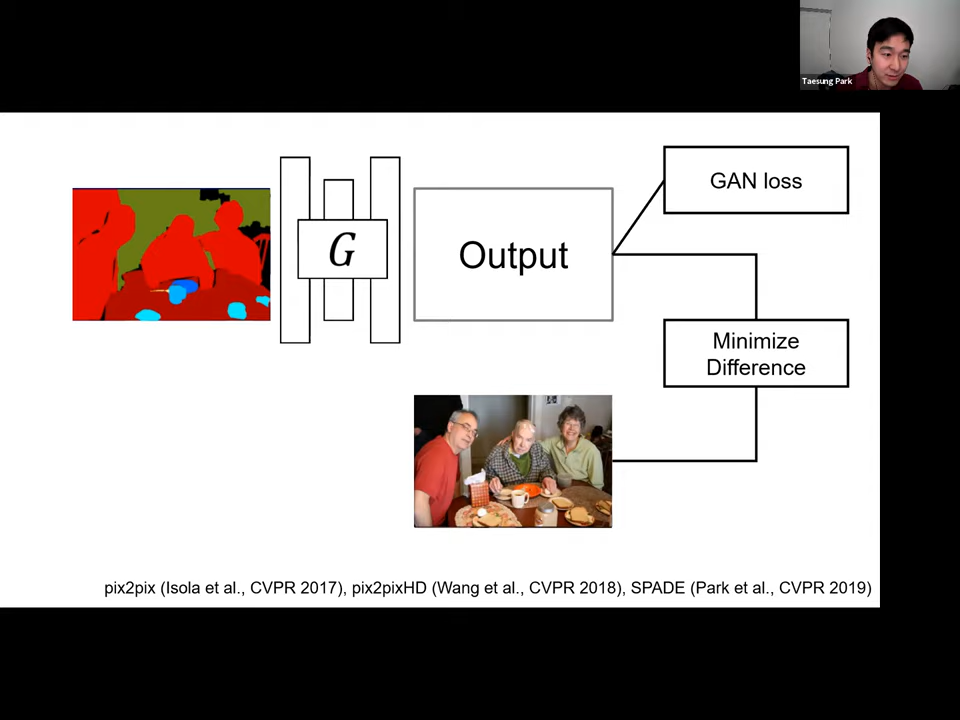 Taesung Park
GAN loss
G
Output
Minimize
Difference
pix2pix (Isola et al., CVPR 2017), pix2pixHD (Wang et al., CVPR 2018), SPADE (Park et al., CVPR 2019)